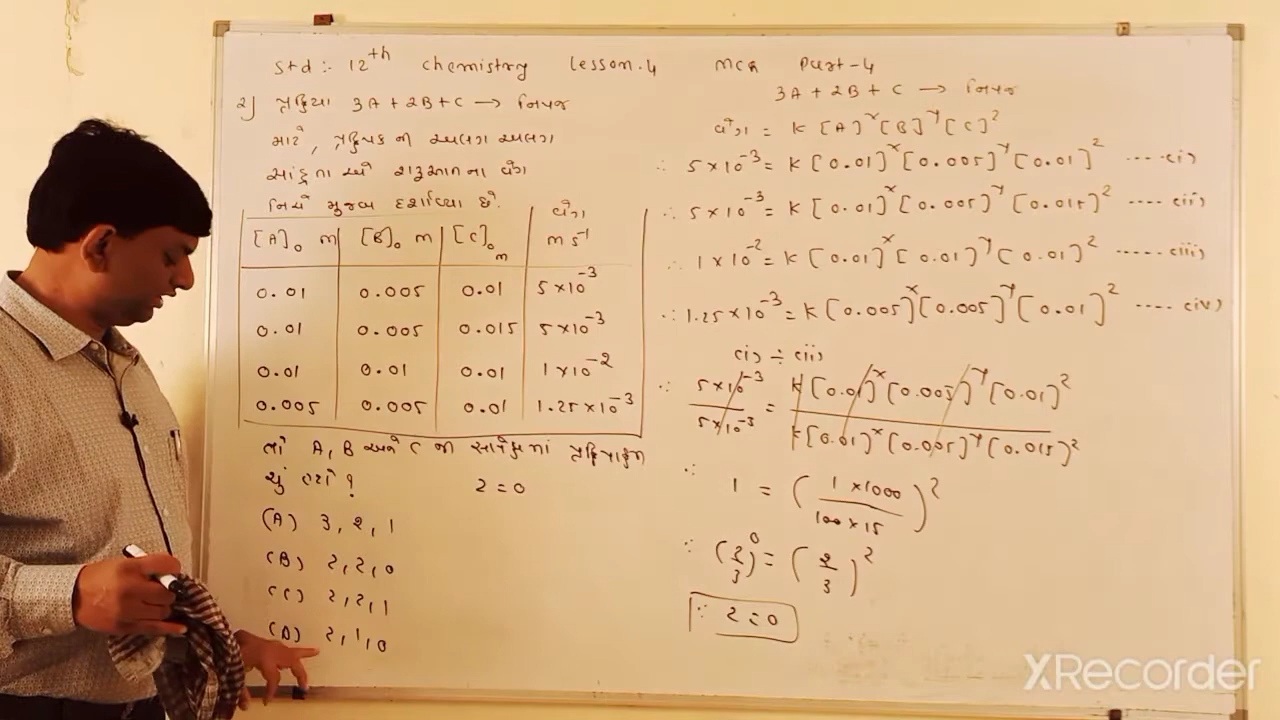 Std :- 12th chemistry Lesson.4 MCQ Part-4
2) પ્રક્રિયા 3A + 2B + C → નિપજ
માટે, પ્રક્રિયક ની અલગ અલગ
સાંદ્રતા એ શરૂઆત ના વેગ
નિચે મુજબ દર્શાવ્યા છે.
[A]₀ m [B]₀ m [C]₀ m વેગ m s⁻¹
0.01 0.005 0.01 5×10⁻³
0.01 0.005 0.015 5×10⁻³
0.01 0.01 0.01 1×10⁻²
0.005 0.005 0.01 1.25×10⁻³
તો A, B અને C ના સાપેક્ષમાં પ્રક્રિયાક્રમ
શું હશે ? z = 0
(A) 3, 2, 1
(B) 2, 2, 0
(C) 2, 2, 1
(D) 2, 1, 0
3A + 2B + C → નિપજ
વેગ = K [A]ˣ [B]ʸ [C]ᶻ
∴ 5×10⁻³ = K [0.01]ˣ [0.005]ʸ [0.01]ᶻ ....(i)
∴ 5×10⁻³ = K [0.01]ˣ [0.005]ʸ [0.015]ᶻ ....(ii)
∴ 1×10⁻² = K [0.01]ˣ [0.01]ʸ [0.01]ᶻ .....(iii)
∴ 1.25×10⁻³ = K [0.005]ˣ [0.005]ʸ [0.01]ᶻ ....(iv)
(i) ÷ (ii)
∴ 5×10⁻³ / 5×10⁻³ = K [0.01]ˣ [0.005]ʸ [0.01]ᶻ / K [0.01]ˣ [0.005]ʸ [0.015]ᶻ
∴ 1 = (1×1000 / 100×15)ᶻ
∴ (2/3)⁰ = (2/3)ᶻ
∵ z = 0
XRecorder